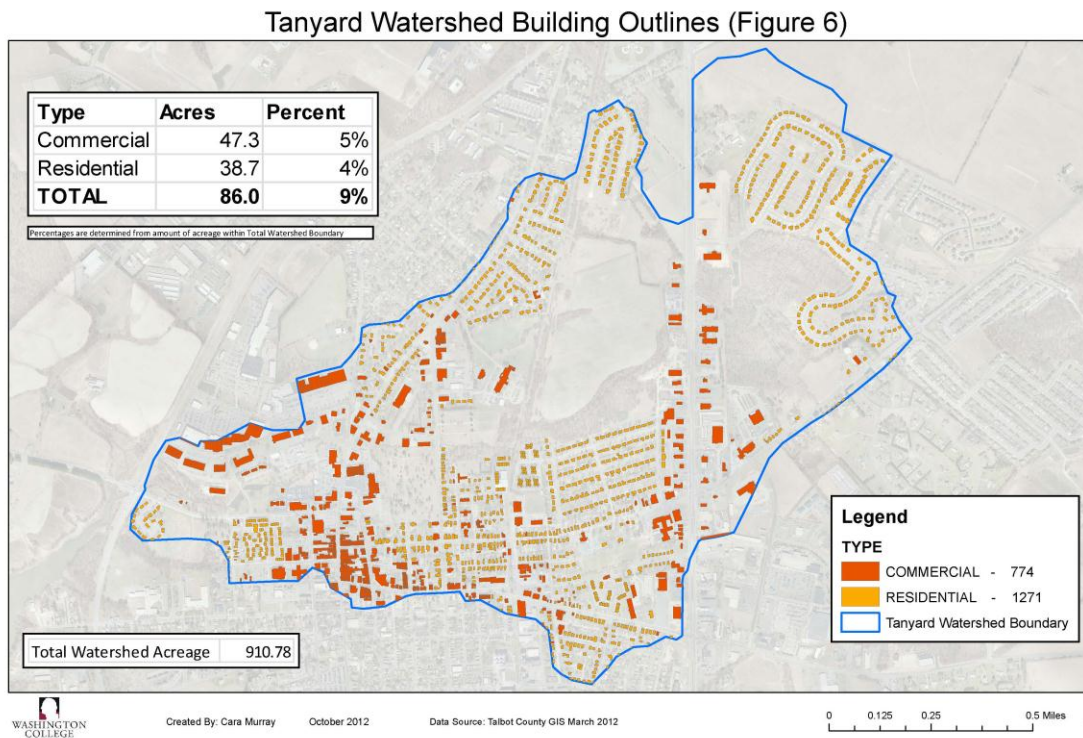 Tanyard Watershed Building Outlines (Figure 6)
Type Acres Percent
Commercial 47.3 5%
Residential 38.7 4%
TOTAL 86.0 9%
Percentages are determined from amount of acreage within Total Watershed Boundary
Legend
TYPE
COMMERCIAL - 774
RESIDENTIAL - 1271
Tanyard Watershed Boundary
Total Watershed Acreage 910.78
WASHINGTON
COLLEGE
Created By: Cara Murray October 2012 Data Source: Talbot County GIS March 2012
0 0.125 0.25 0.5 Miles